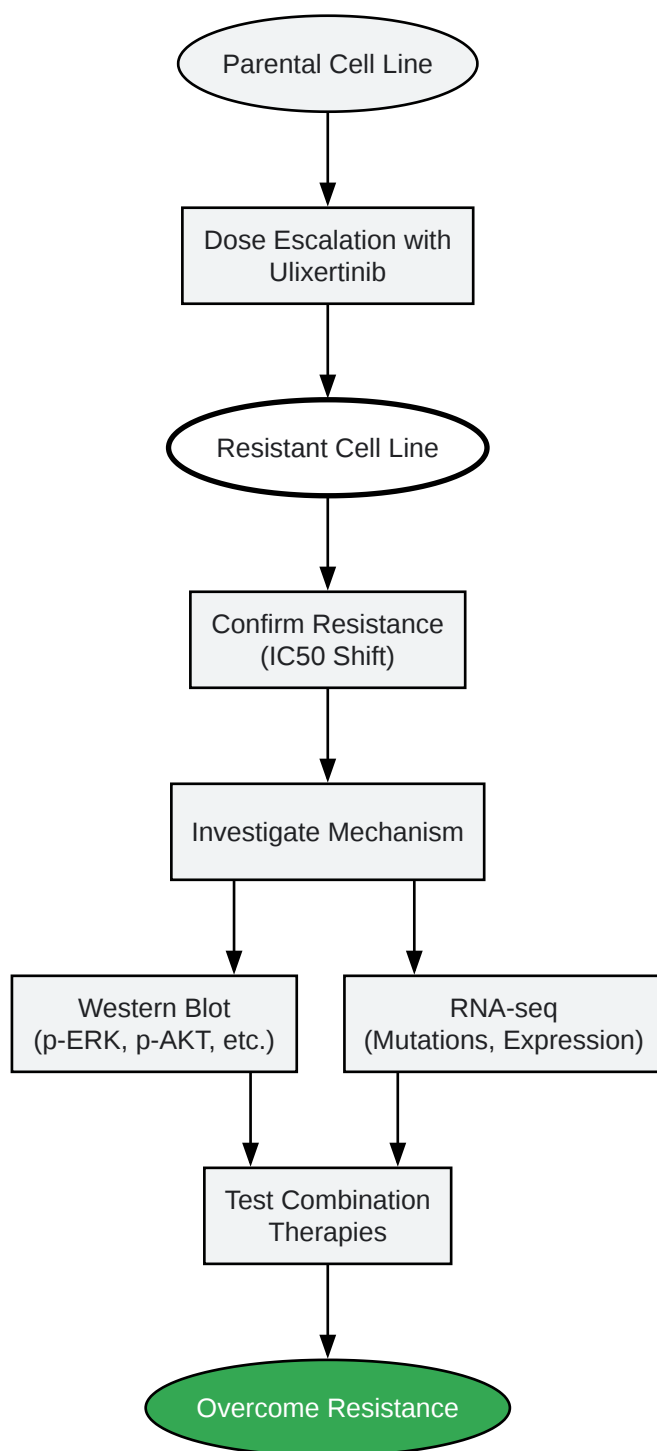 Parental Cell Line
Dose Escalation with
Ulixertinib
Resistant Cell Line
Confirm Resistance
(IC50 Shift)
Investigate Mechanism
Western Blot
(p-ERK, p-AKT, etc.)
RNA-seq
(Mutations, Expression)
Test Combination
Therapies
Overcome Resistance